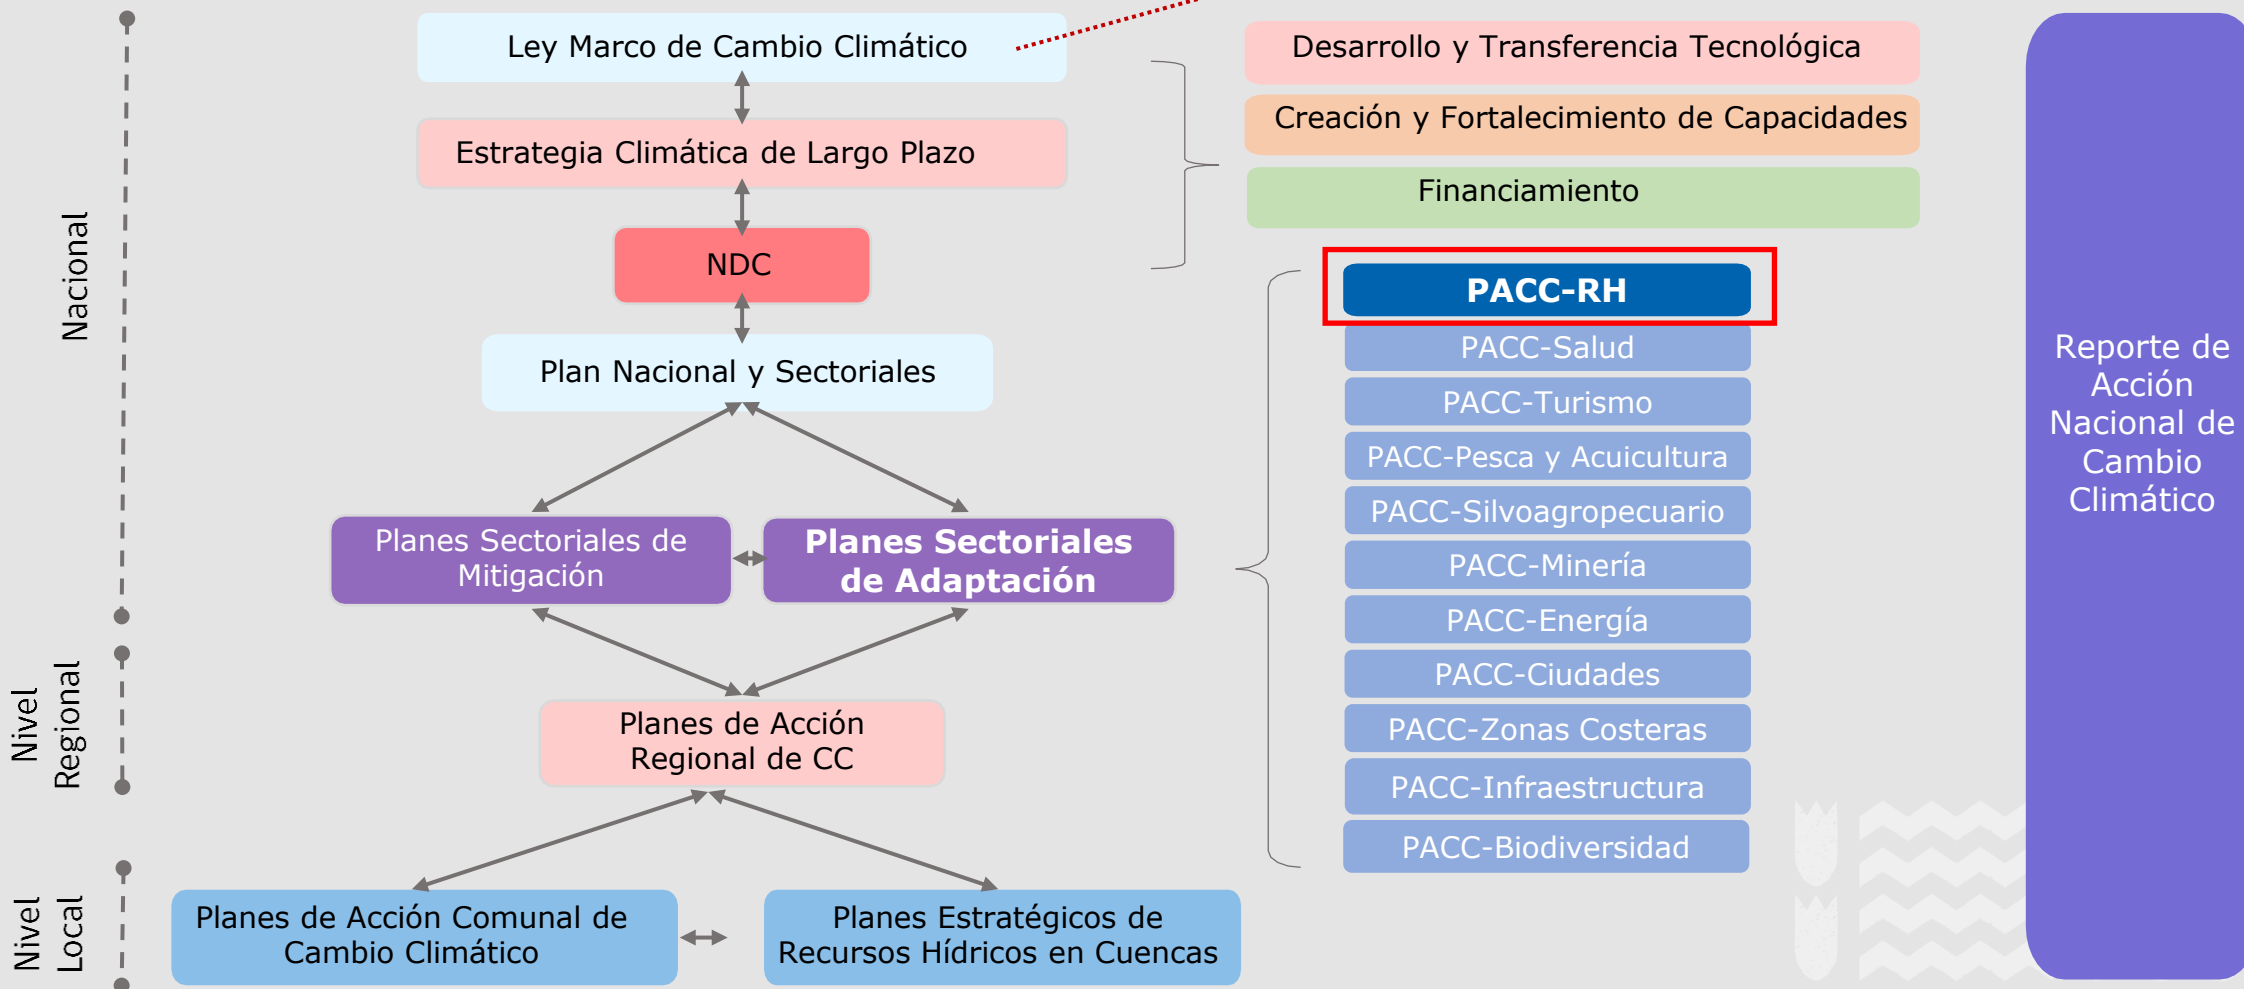 Nacional
Nivel
Regional
Nivel
Local
Ley Marco de Cambio Climático
Estrategia Climática de Largo Plazo
NDC
Plan Nacional y Sectoriales
Planes Sectoriales de
Mitigación
Planes Sectoriales
de Adaptación
Planes de Acción
Regional de CC
Planes de Acción Comunal de
Cambio Climático
Planes Estratégicos de
Recursos Hídricos en Cuencas
Desarrollo y Transferencia Tecnológica
Creación y Fortalecimiento de Capacidades
Financiamiento
PACC-RH
PACC-Salud
PACC-Turismo
PACC-Pesca y Acuicultura
PACC-Silvoagropecuario
PACC-Minería
PACC-Energía
PACC-Ciudades
PACC-Zonas Costeras
PACC-Infraestructura
PACC-Biodiversidad
Reporte de
Acción
Nacional de
Cambio
Climático